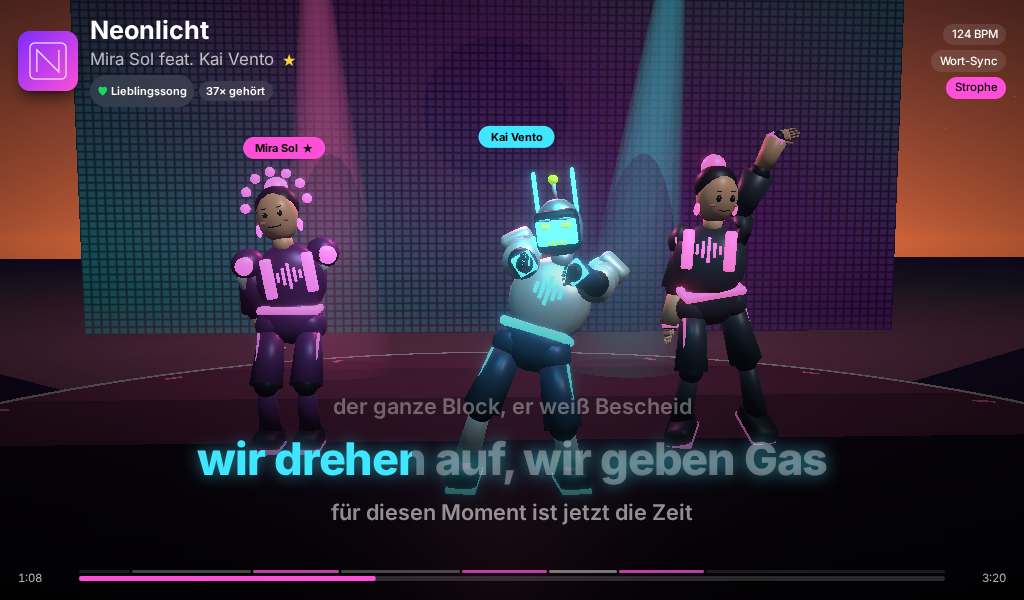 Neonlicht
Mira Sol feat. Kai Vento ★
Lieblingssong
37× gehört
124 BPM
Wort-Sync
Strophe
Mira Sol ★
Kai Vento
der ganze Block, er weiß Bescheid
wir drehen auf, wir geben Gas
für diesen Moment ist jetzt die Zeit
1:08
3:20